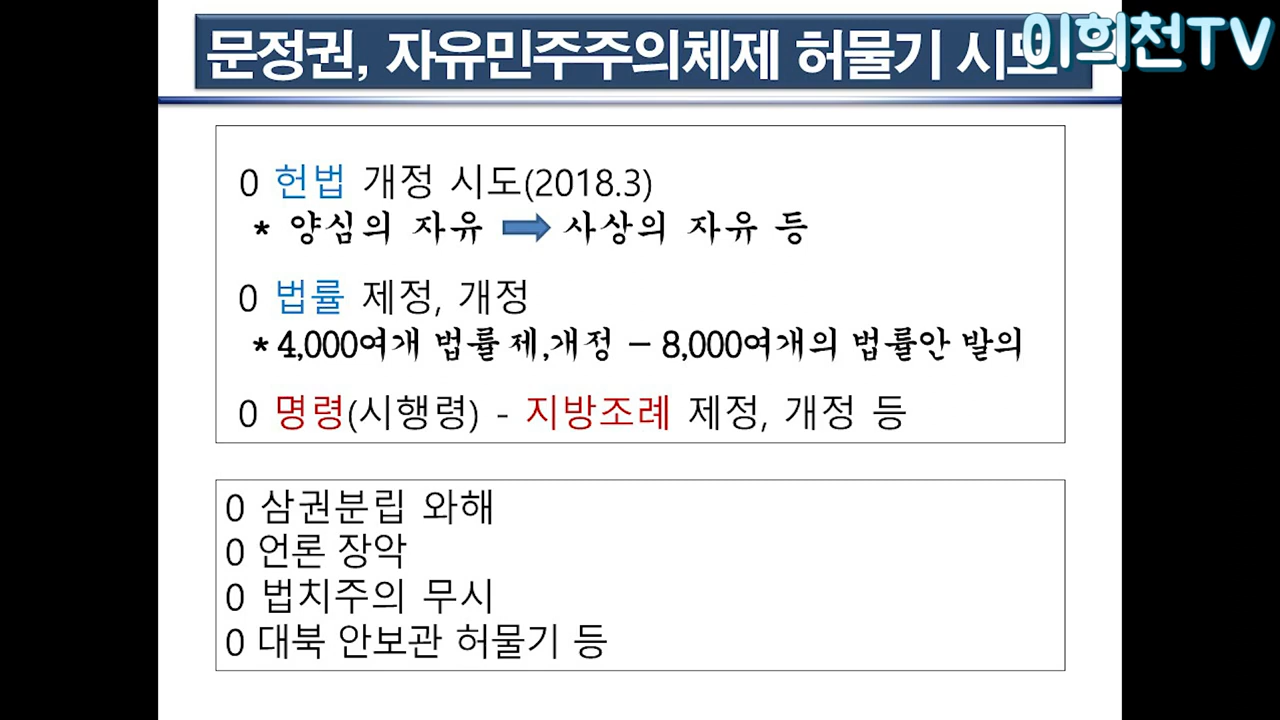 문정권, 자유민주주의체제 허물기 시도
이희천TV
0 헌법 개정 시도(2018.3)
* 양심의 자유 ➡ 사상의 자유 등
0 법률 제정, 개정
* 4,000여개 법률 제,개정 – 8,000여개의 법률안 발의
0 명령(시행령) - 지방조례 제정, 개정 등
0 삼권분립 와해
0 언론 장악
0 법치주의 무시
0 대북 안보관 허물기 등